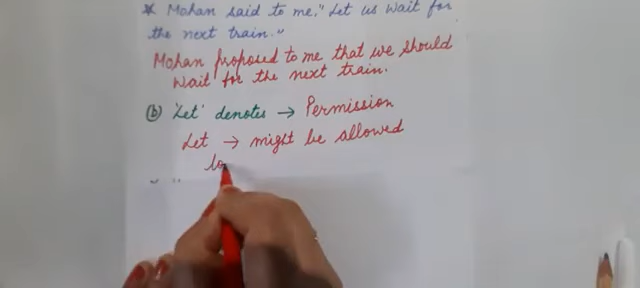 * Mohan said to me, "Let us wait for
the next train."
Mohan proposed to me that we should
wait for the next train.
(b) 'Let' denotes → Permission
Let → might be allowed